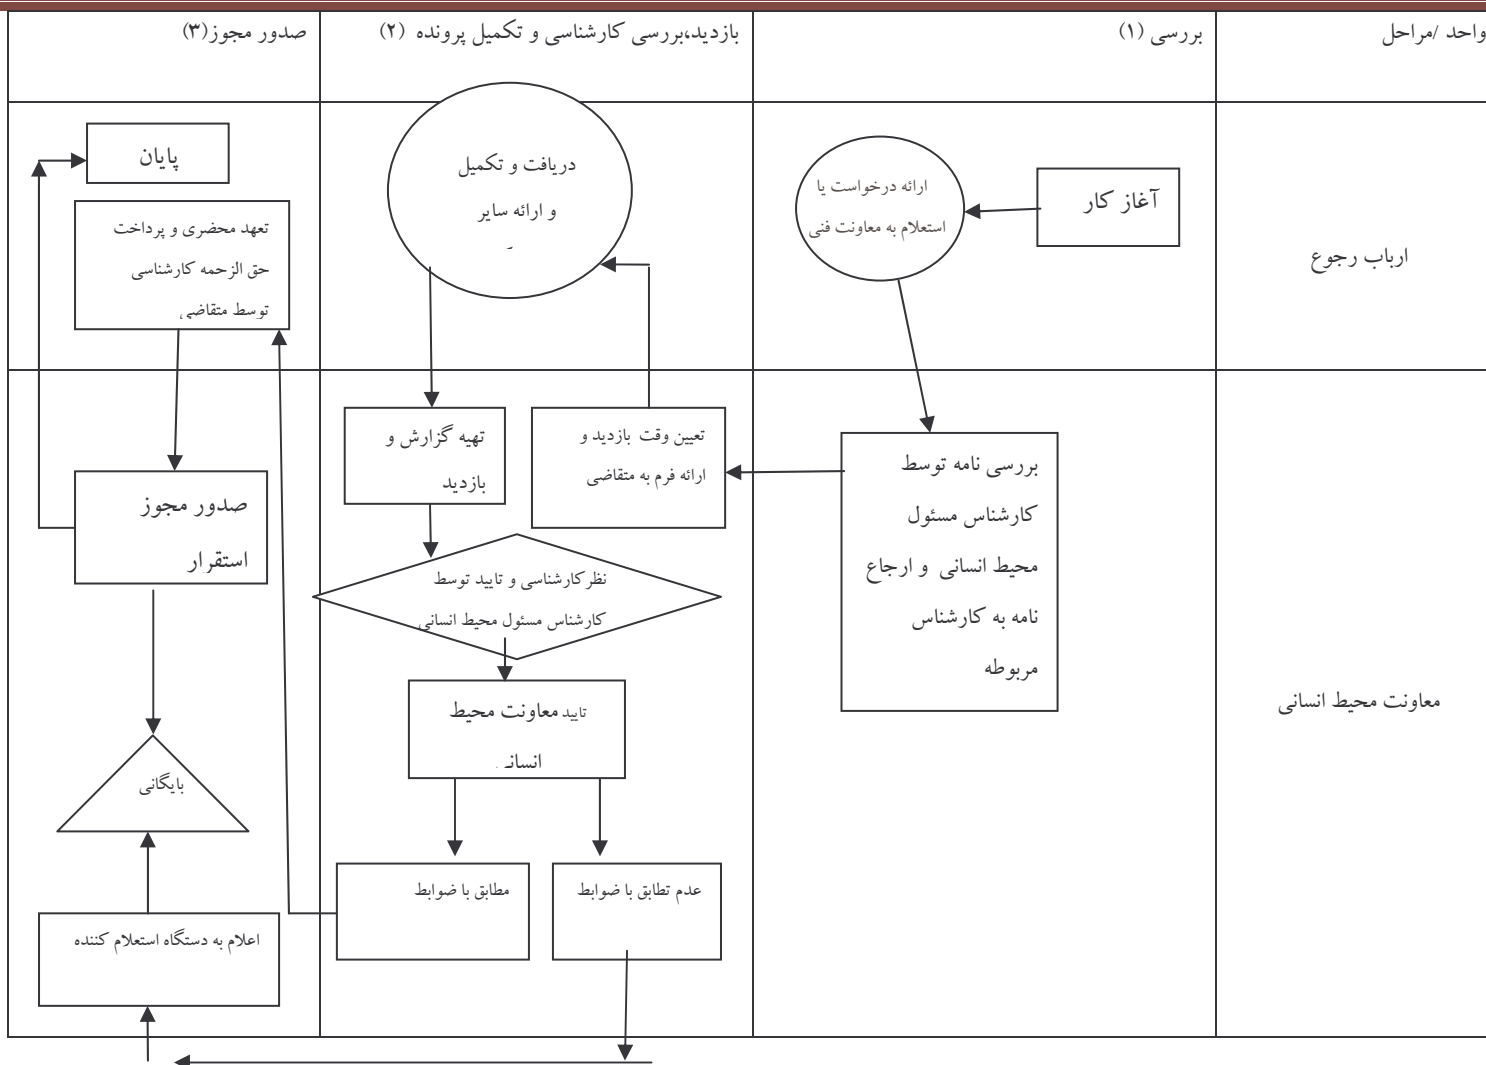 واحد /مراحل
بررسی (۱)
بازدید،بررسی کارشناسی و تکمیل پرونده (۲)
صدور مجوز(۳)
ارباب رجوع
آغاز کار
ارائه درخواست یا
استعلام به معاونت فنی
دریافت و تکمیل
و ارائه سایر
پایان
تعهد محضری و پرداخت
حق الزحمه کارشناسی
توسط متقاضی
معاونت محیط انسانی
بررسی نامه توسط
کارشناس مسئول
محیط انسانی و ارجاع
نامه به کارشناس
مربوطه
تعیین وقت بازدید و
ارائه فرم به متقاضی
تهیه گزارش و
بازدید
نظرکارشناسی و تایید توسط
کارشناس مسئول محیط انسانی
تایید معاونت محیط
انسانی
عدم تطابق با ضوابط
مطابق با ضوابط
صدور مجوز
استقرار
بایگانی
اعلام به دستگاه استعلام کننده